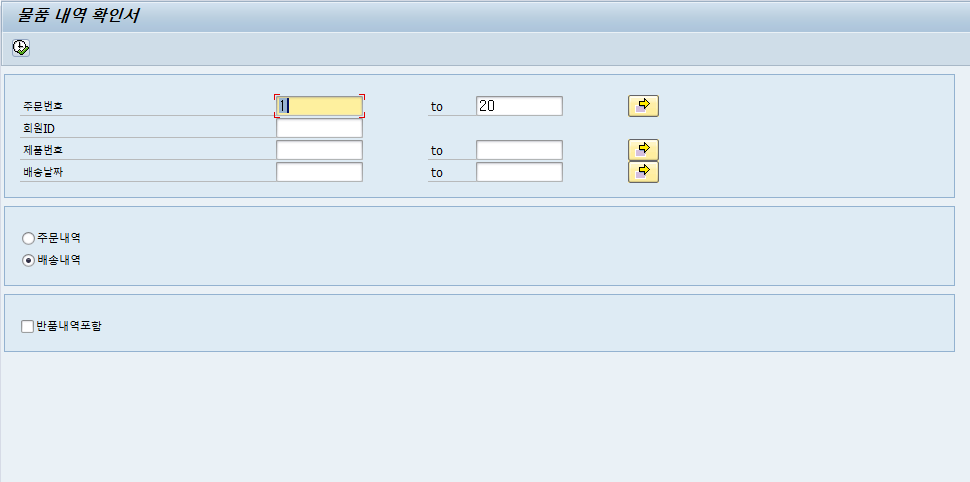 물품 내역 확인서
주문번호 1 to 20
회원ID
제품번호 to
배송날짜 to
주문내역
배송내역
반품내역포함